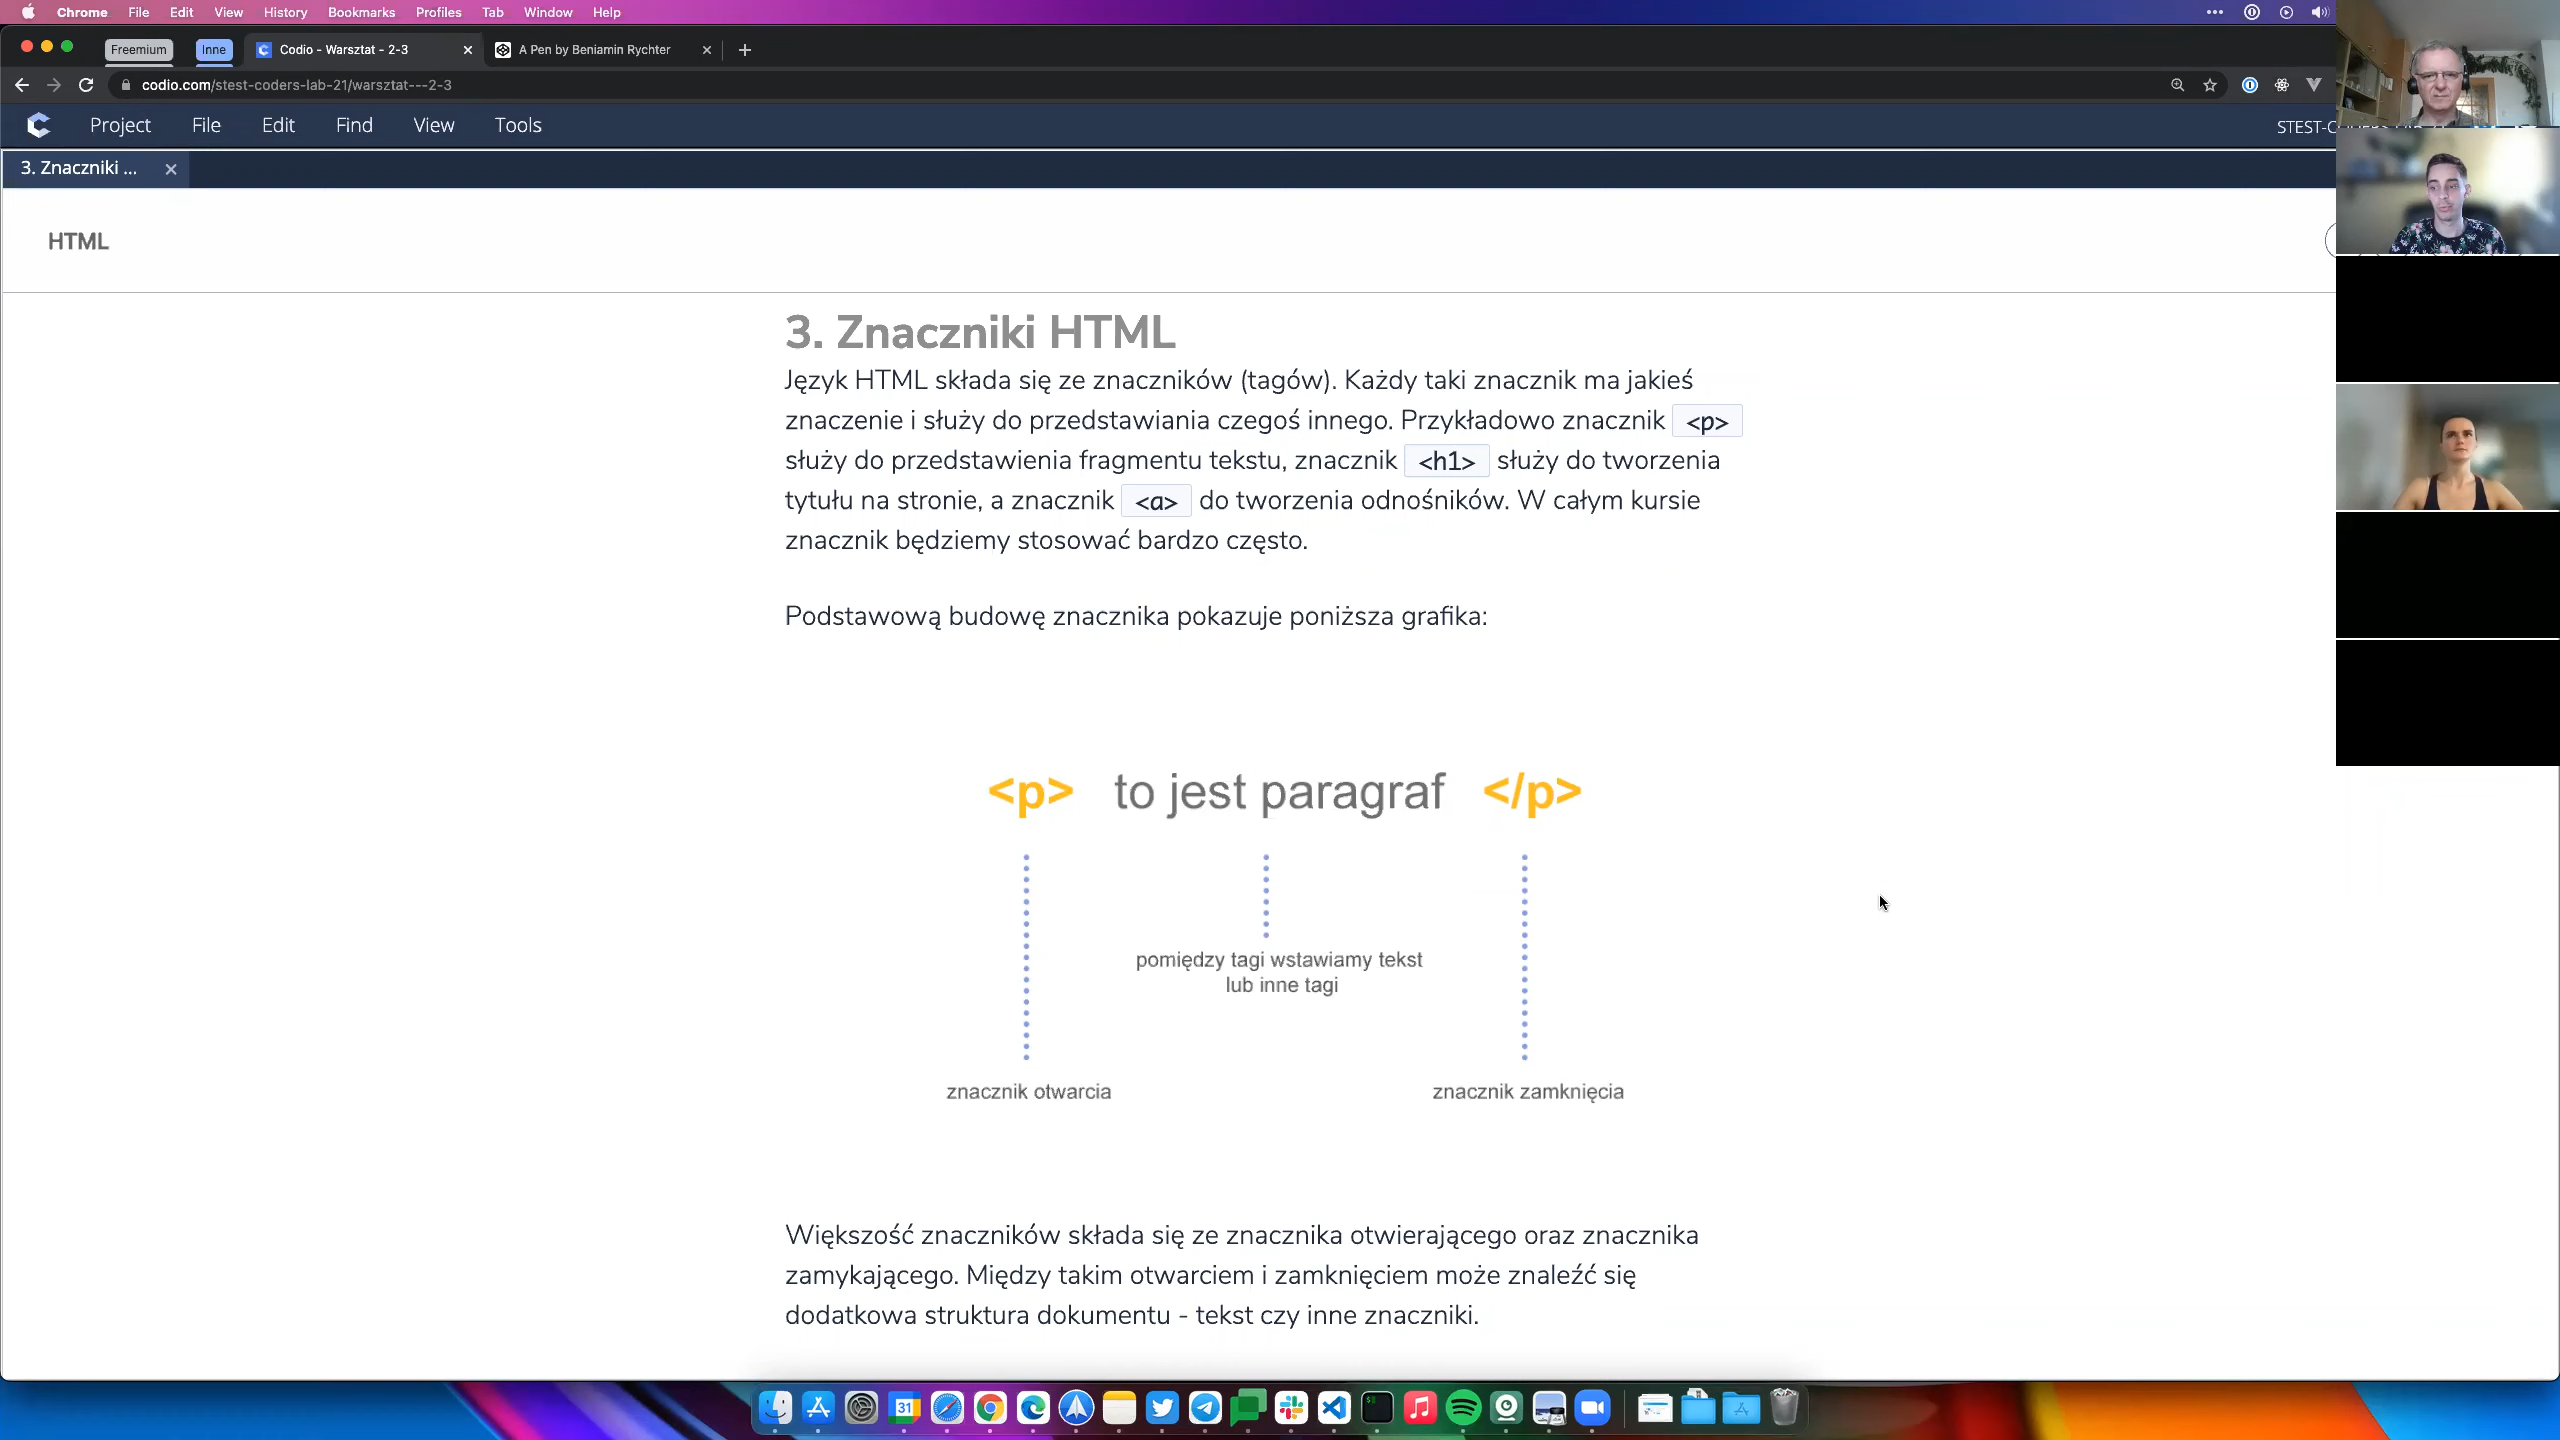 Chrome File Edit View History Bookmarks Profiles Tab Window Help
Freemium Inne Codio - Warsztat - 2-3 A Pen by Beniamin Rychter
codio.com/stest-coders-lab-21/warsztat---2-3
Project File Edit Find View Tools
3. Znaczniki ...
HTML
3. Znaczniki HTML
Język HTML składa się ze znaczników (tagów). Każdy taki znacznik ma jakieś
znaczenie i służy do przedstawiania czegoś innego. Przykładowo znacznik <p>
służy do przedstawienia fragmentu tekstu, znacznik <h1> służy do tworzenia
tytułu na stronie, a znacznik <a> do tworzenia odnośników. W całym kursie
znacznik będziemy stosować bardzo często.
Podstawową budowę znacznika pokazuje poniższa grafika:
<p> to jest paragraf </p>
pomiędzy tagi wstawiamy tekst
lub inne tagi
znacznik otwarcia znacznik zamknięcia
Większość znaczników składa się ze znacznika otwierającego oraz znacznika
zamykającego. Między takim otwarciem i zamknięciem może znaleźć się
dodatkowa struktura dokumentu - tekst czy inne znaczniki.
31